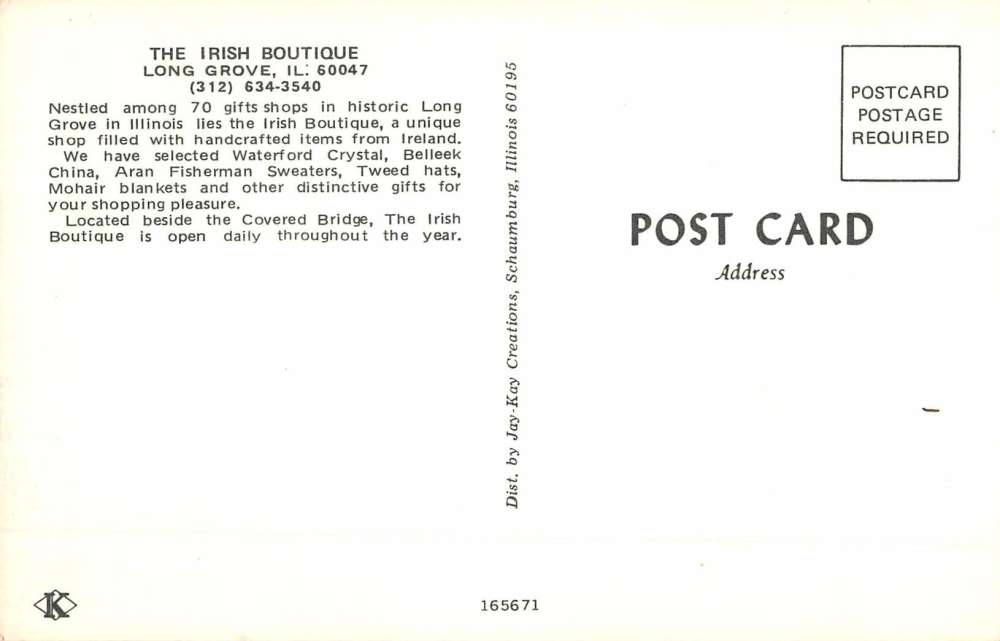 THE IRISH BOUTIQUE
LONG GROVE, IL. 60047
(312) 634-3540
Nestled among 70 gifts shops in historic Long
Grove in Illinois lies the Irish Boutique, a unique
shop filled with handcrafted items from Ireland.
We have selected Waterford Crystal, Belleek
China, Aran Fisherman Sweaters, Tweed hats,
Mohair blankets and other distinctive gifts for
your shopping pleasure.
Located beside the Covered Bridge, The Irish
Boutique is open daily throughout the year.
Dist. by Jay-Kay Creations, Schaumburg, Illinois 60195
POSTCARD
POSTAGE
REQUIRED
POST CARD
Address
K
165671